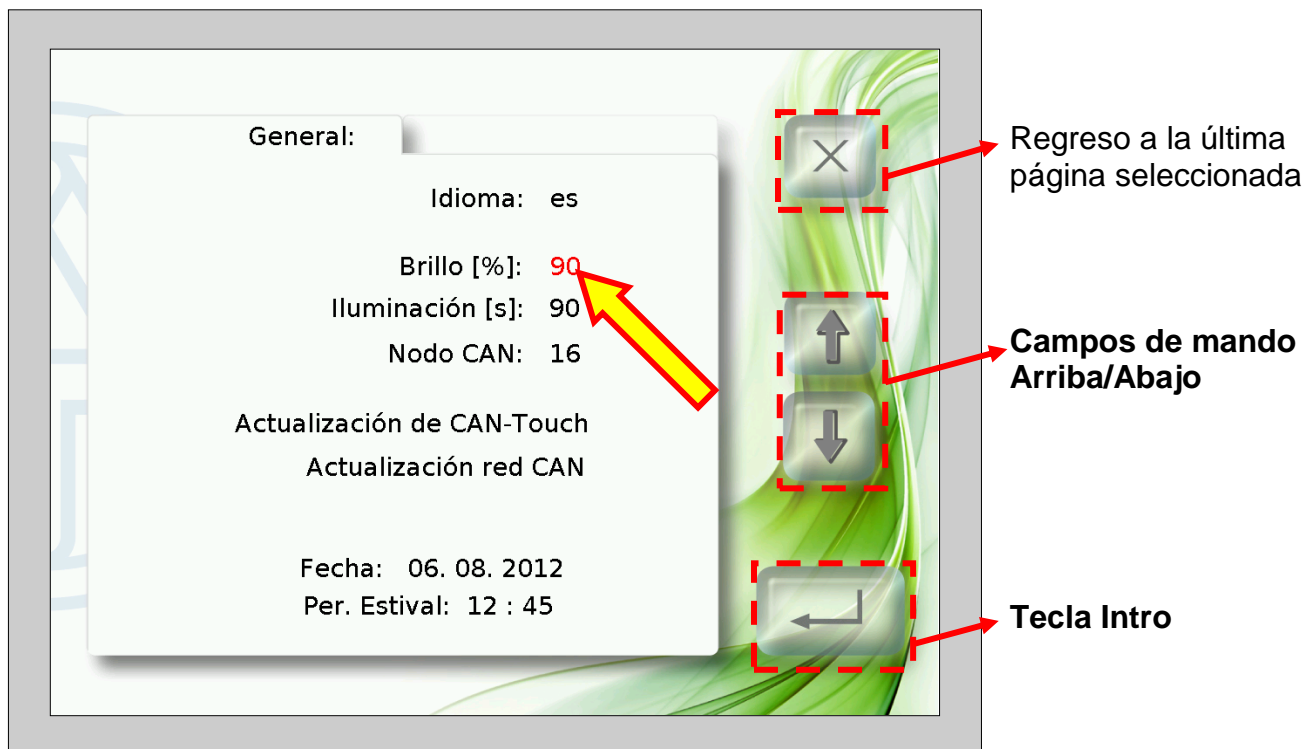 General:
Idioma: es
Brillo [%]: 90
Iluminación [s]: 90
Nodo CAN: 16
Actualización de CAN-Touch
Actualización red CAN
Fecha: 06. 08. 2012
Per. Estival: 12 : 45
Regreso a la última
página seleccionada
Campos de mando
Arriba/Abajo
Tecla Intro